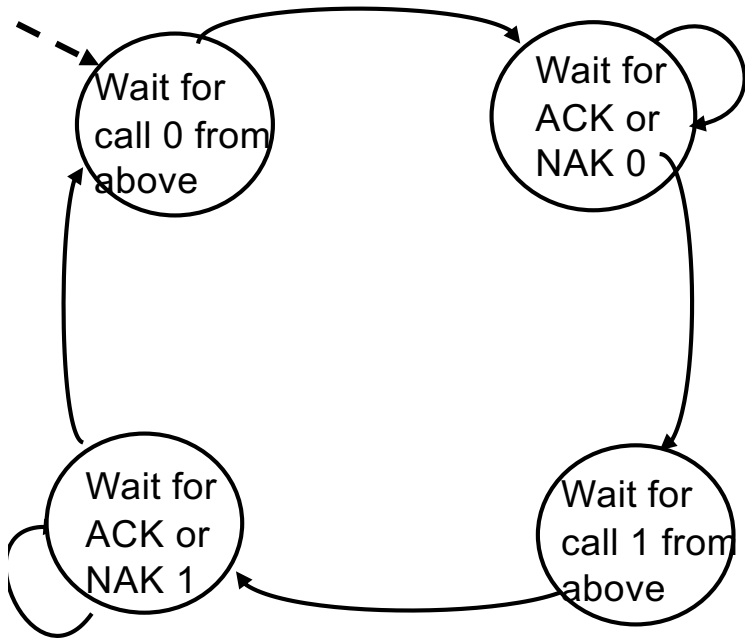 Wait for
call 0 from
above
Wait for
ACK or
NAK 0
Wait for
ACK or
NAK 1
Wait for
call 1 from
above